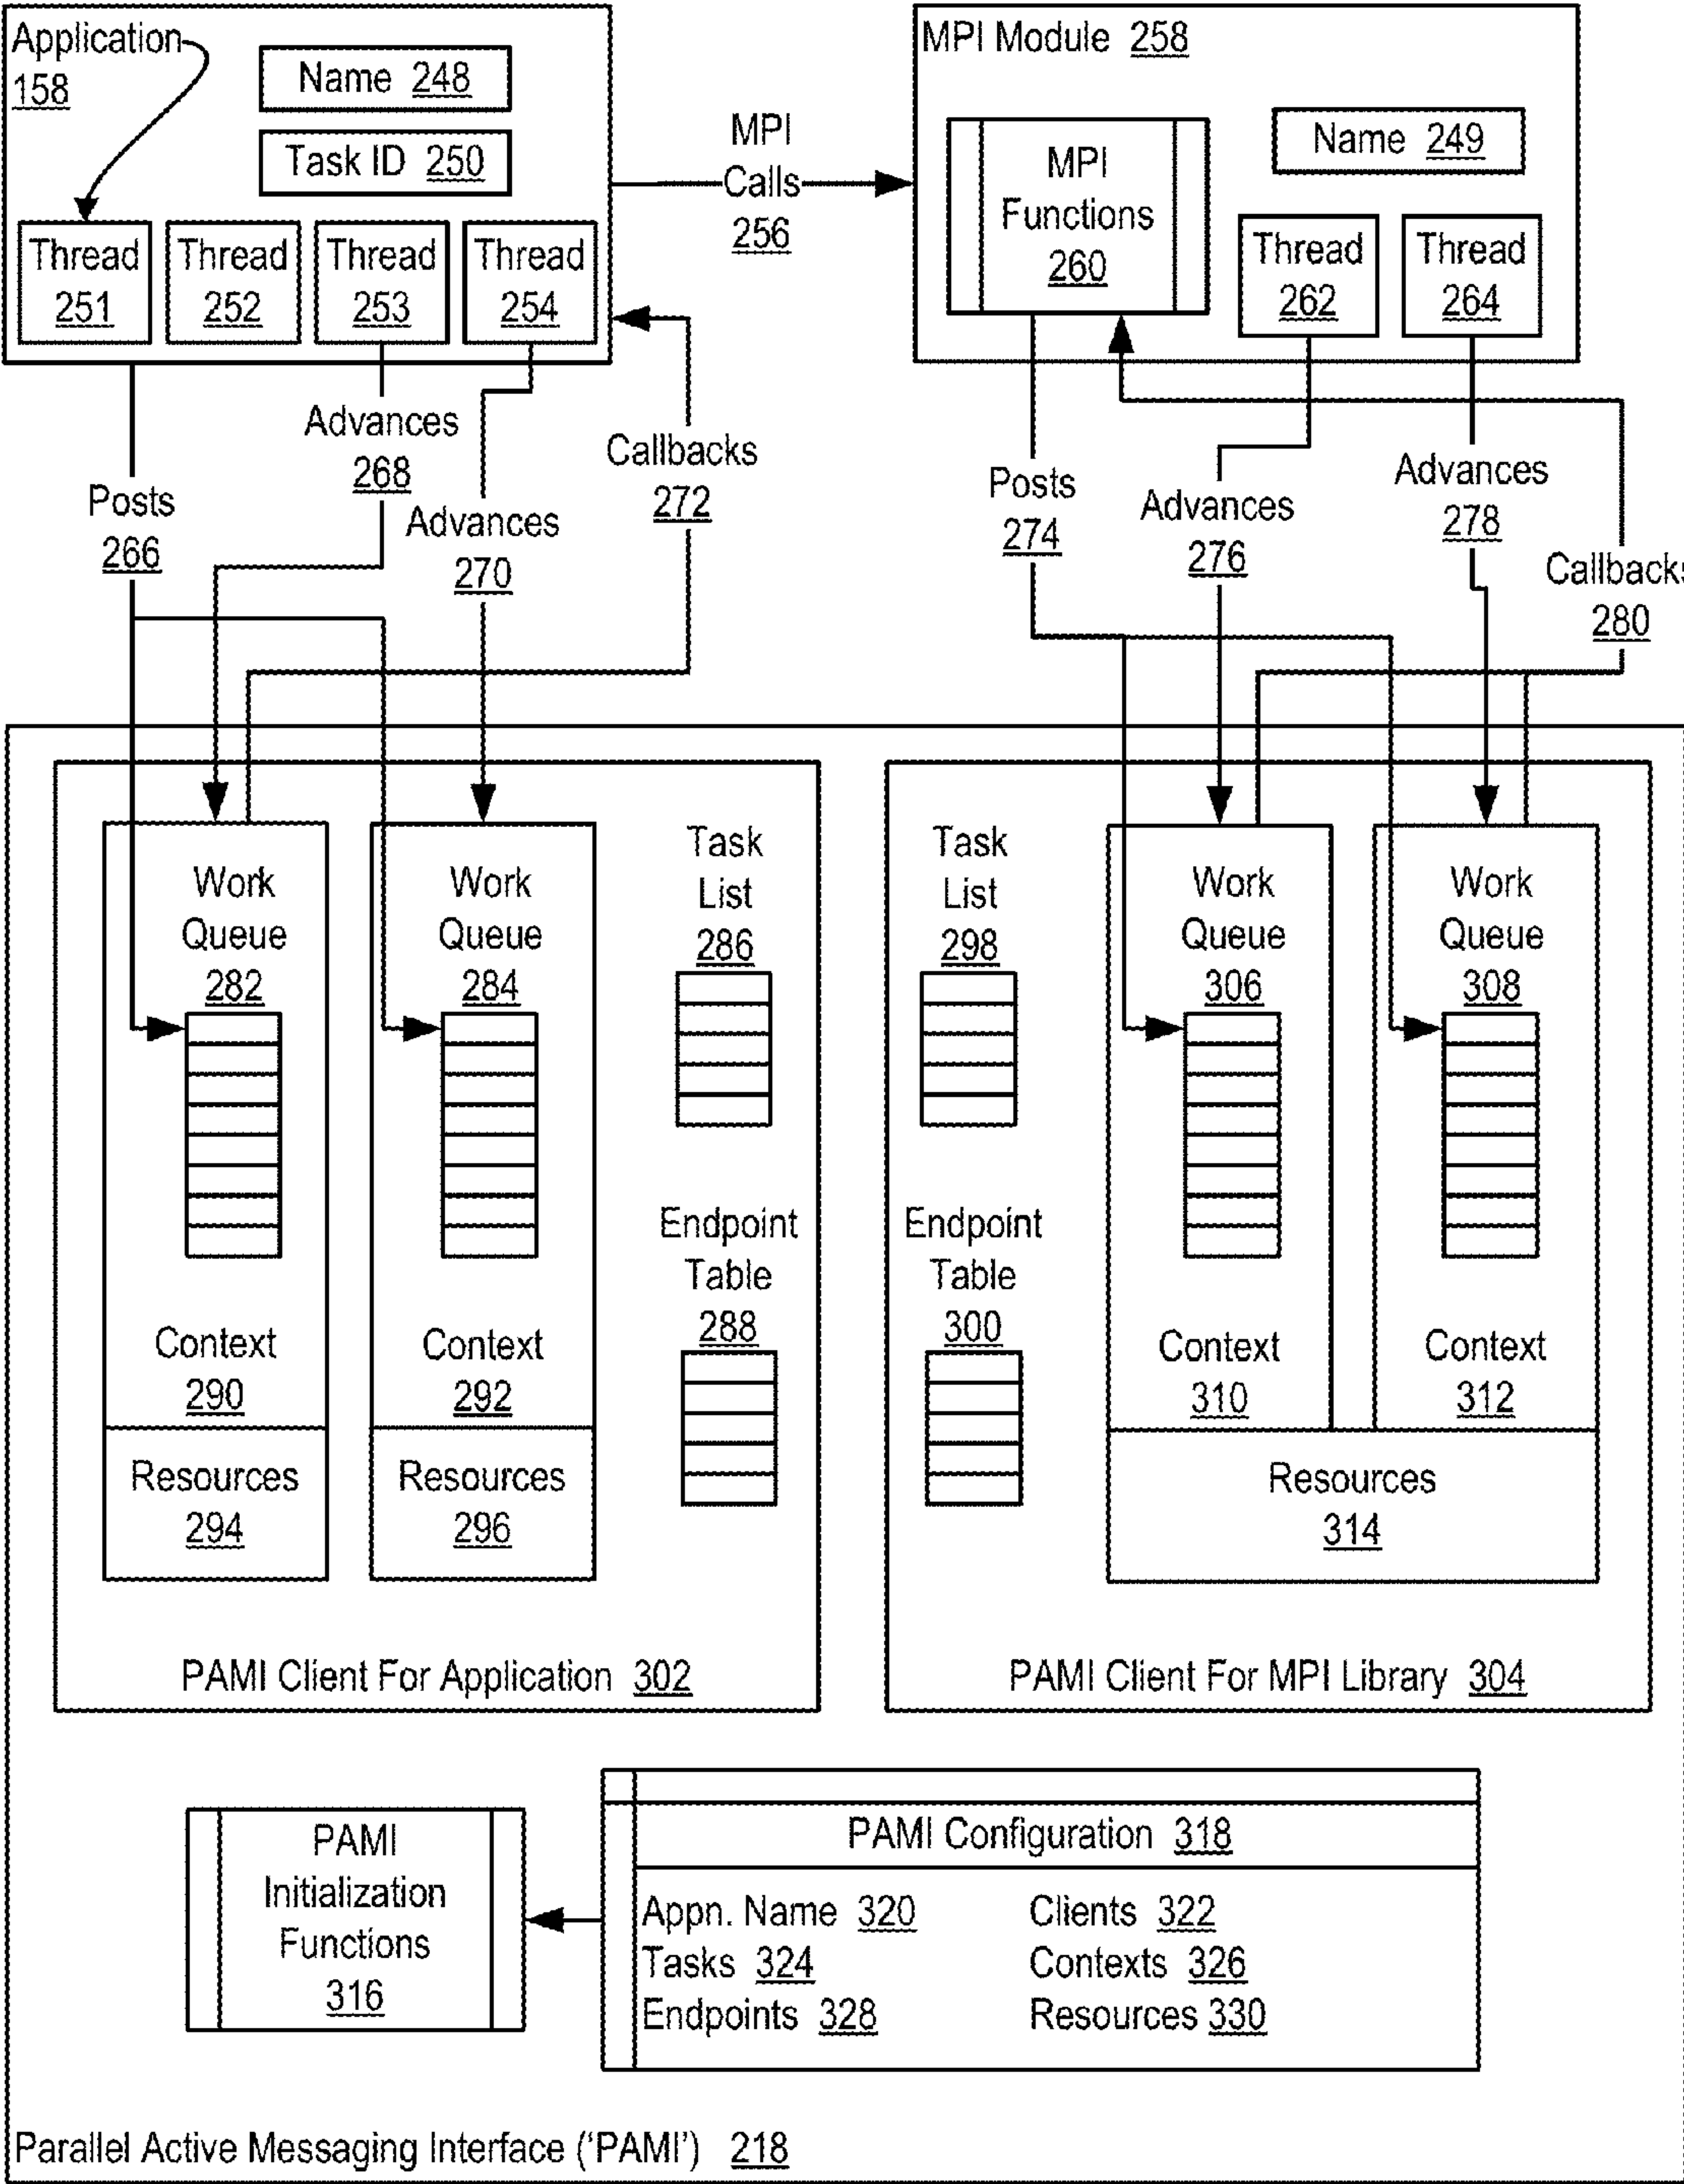 Application
158
Name 248
Task ID 250
Thread
251
Thread
252
Thread
253
Thread
254
MPI
Calls
256
MPI Module 258
MPI
Functions
260
Name 249
Thread
262
Thread
264
Posts
266
Advances
268
Advances
270
Callbacks
272
Posts
274
Advances
276
Advances
278
Callbacks
280
Work
Queue
282
Context
290
Resources
294
Work
Queue
284
Context
292
Resources
296
Task
List
286
Endpoint
Table
288
PAMI Client For Application 302
Task
List
298
Endpoint
Table
300
Work
Queue
306
Context
310
Work
Queue
308
Context
312
Resources
314
PAMI Client For MPI Library 304
PAMI
Initialization
Functions
316
PAMI Configuration 318
Appn. Name 320 Clients 322
Tasks 324 Contexts 326
Endpoints 328 Resources 330
Parallel Active Messaging Interface ('PAMI') 218